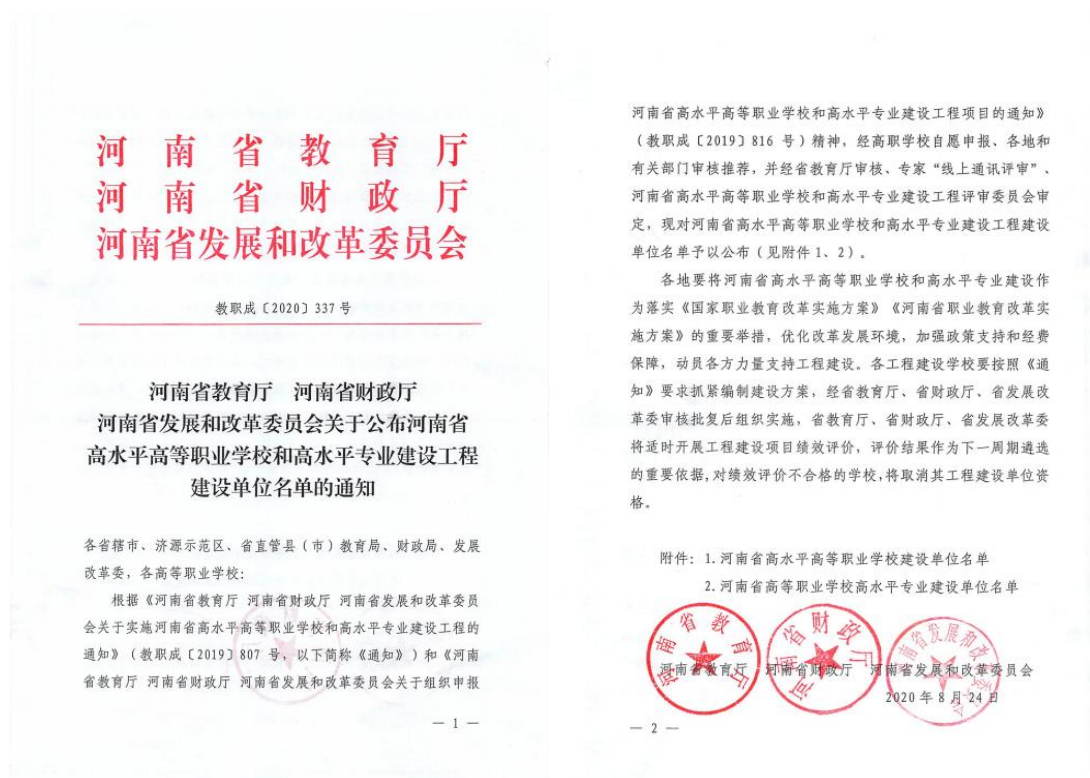 河南省教育厅
河南省财政厅
河南省发展和改革委员会
教职成〔2020〕337号
河南省教育厅 河南省财政厅
河南省发展和改革委员会关于公布河南省
高水平高等职业学校和高水平专业建设工程
建设单位名单的通知
各省辖市、济源示范区、省直管县（市）教育局、财政局、发展
改革委，各高等职业学校：
根据《河南省教育厅 河南省财政厅 河南省发展和改革委员
会关于实施河南省高水平高等职业学校和高水平专业建设工程的
通知》（教职成〔2019〕807 号，以下简称《通知》）和《河南
省教育厅 河南省财政厅 河南省发展和改革委员会关于组织申报
— 1 —
河南省高水平高等职业学校和高水平专业建设工程项目的通知》
（教职成〔2019〕816 号）精神，经高职学校自愿申报、各地和
有关部门审核推荐，并经省教育厅审核、专家“线上通讯评审”、
河南省高水平高等职业学校和高水平专业建设工程评审委员会审
定，现对河南省高水平高等职业学校和高水平专业建设工程建设
单位名单予以公布（见附件 1、2）。
各地要将河南省高水平高等职业学校和高水平专业建设作
为落实《国家职业教育改革实施方案》《河南省职业教育改革实
施方案》的重要举措，优化改革发展环境，加强政策支持和经费
保障，动员各方力量支持工程建设。各工程建设学校要按照《通
知》要求抓紧编制建设方案，经省教育厅、省财政厅、省发展改
革委审核批复后组织实施，省教育厅、省财政厅、省发展改革委
将适时开展工程建设项目绩效评价，评价结果作为下一周期遴选
的重要依据，对绩效评价不合格的学校，将取消其工程建设单位资
格。
附件：1.河南省高水平高等职业学校建设单位名单
2.河南省高等职业学校高水平专业建设单位名单
河南省教育厅
河南省财政厅
河南省发展和改革委员会
河南省教育厅 河南省财政厅 河南省发展和改革委员会
2020 年 8 月 24 日
— 2 —